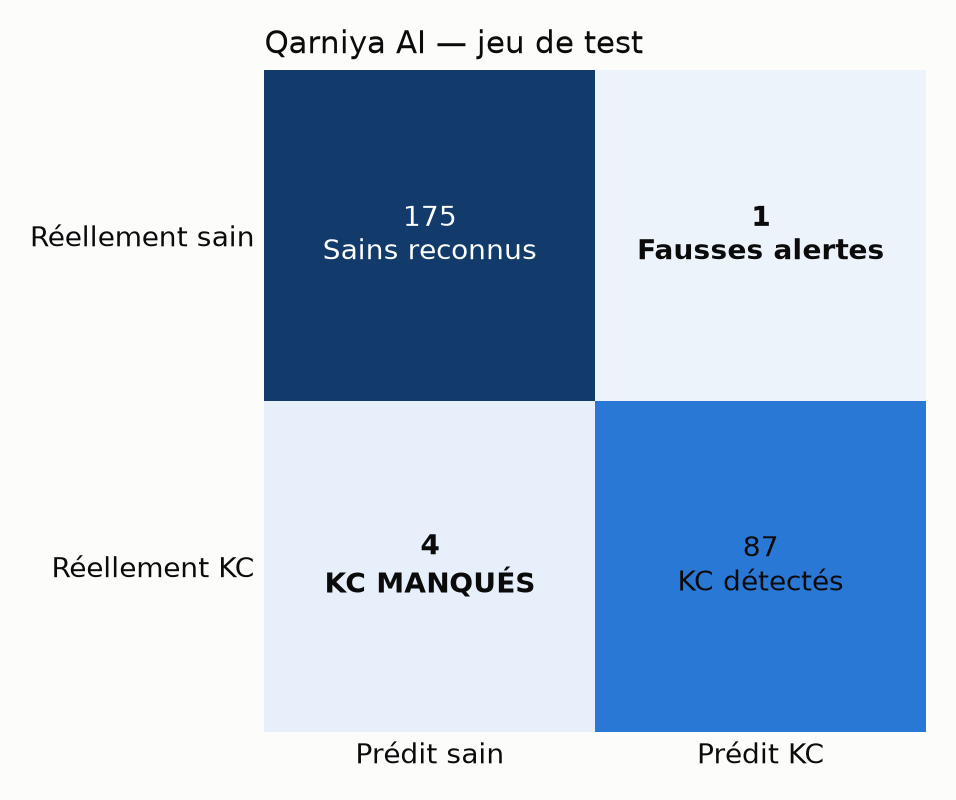 Qarniya AI — jeu de test
Réellement sain
175
Sains reconnus
1
Fausses alertes
Réellement KC
4
KC MANQUÉS
87
KC détectés
Prédit sain
Prédit KC